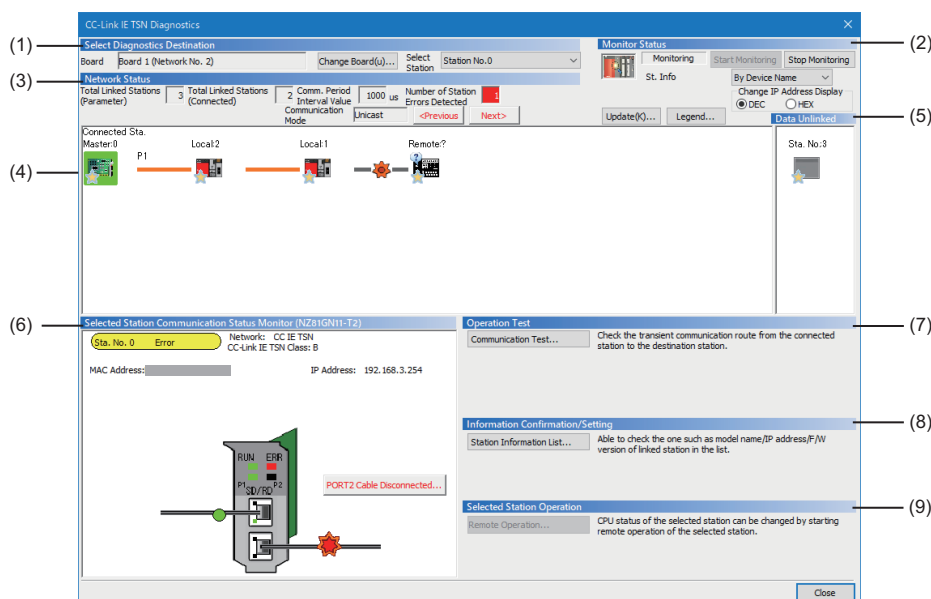 CC-Link IE TSN Diagnostics
(1)
Select Diagnostics Destination
Monitor Status
(2)
Board
Board 1 (Network No. 2)
Change Board(u)...
Select Station
Station No.0
Monitoring
Start Monitoring
Stop Monitoring
(3)
Network Status
St. Info
By Device Name
Total Linked Stations (Parameter)
3
Total Linked Stations (Connected)
2
Comm. Period Interval Value
1000 us
Number of Station Errors Detected
1
Change IP Address Display
DEC
HEX
Communication Mode
Unicast
<Previous
Next>
Update(K)...
Legend...
Data Unlinked
(5)
Connected Sta.
Master:0
Local:2
Local:1
Remote:?
Sta. No:3
P1
(4)
(6)
Selected Station Communication Status Monitor (NZ81GN11-T2)
Sta. No. 0 Error
Network: CC IE TSN
CC-Link IE TSN Class: B
MAC Address:
IP Address: 192.168.3.254
RUN ERR
P1 SD/RD P2
PORT2 Cable Disconnected...
Operation Test
(7)
Communication Test...
Check the transient communication route from the connected
station to the destination station.
Information Confirmation/Setting
(8)
Station Information List...
Able to check the one such as model name/IP address/F/W
version of linked station in the list.
Selected Station Operation
(9)
Remote Operation...
CPU status of the selected station can be changed by starting
remote operation of the selected station.
Close